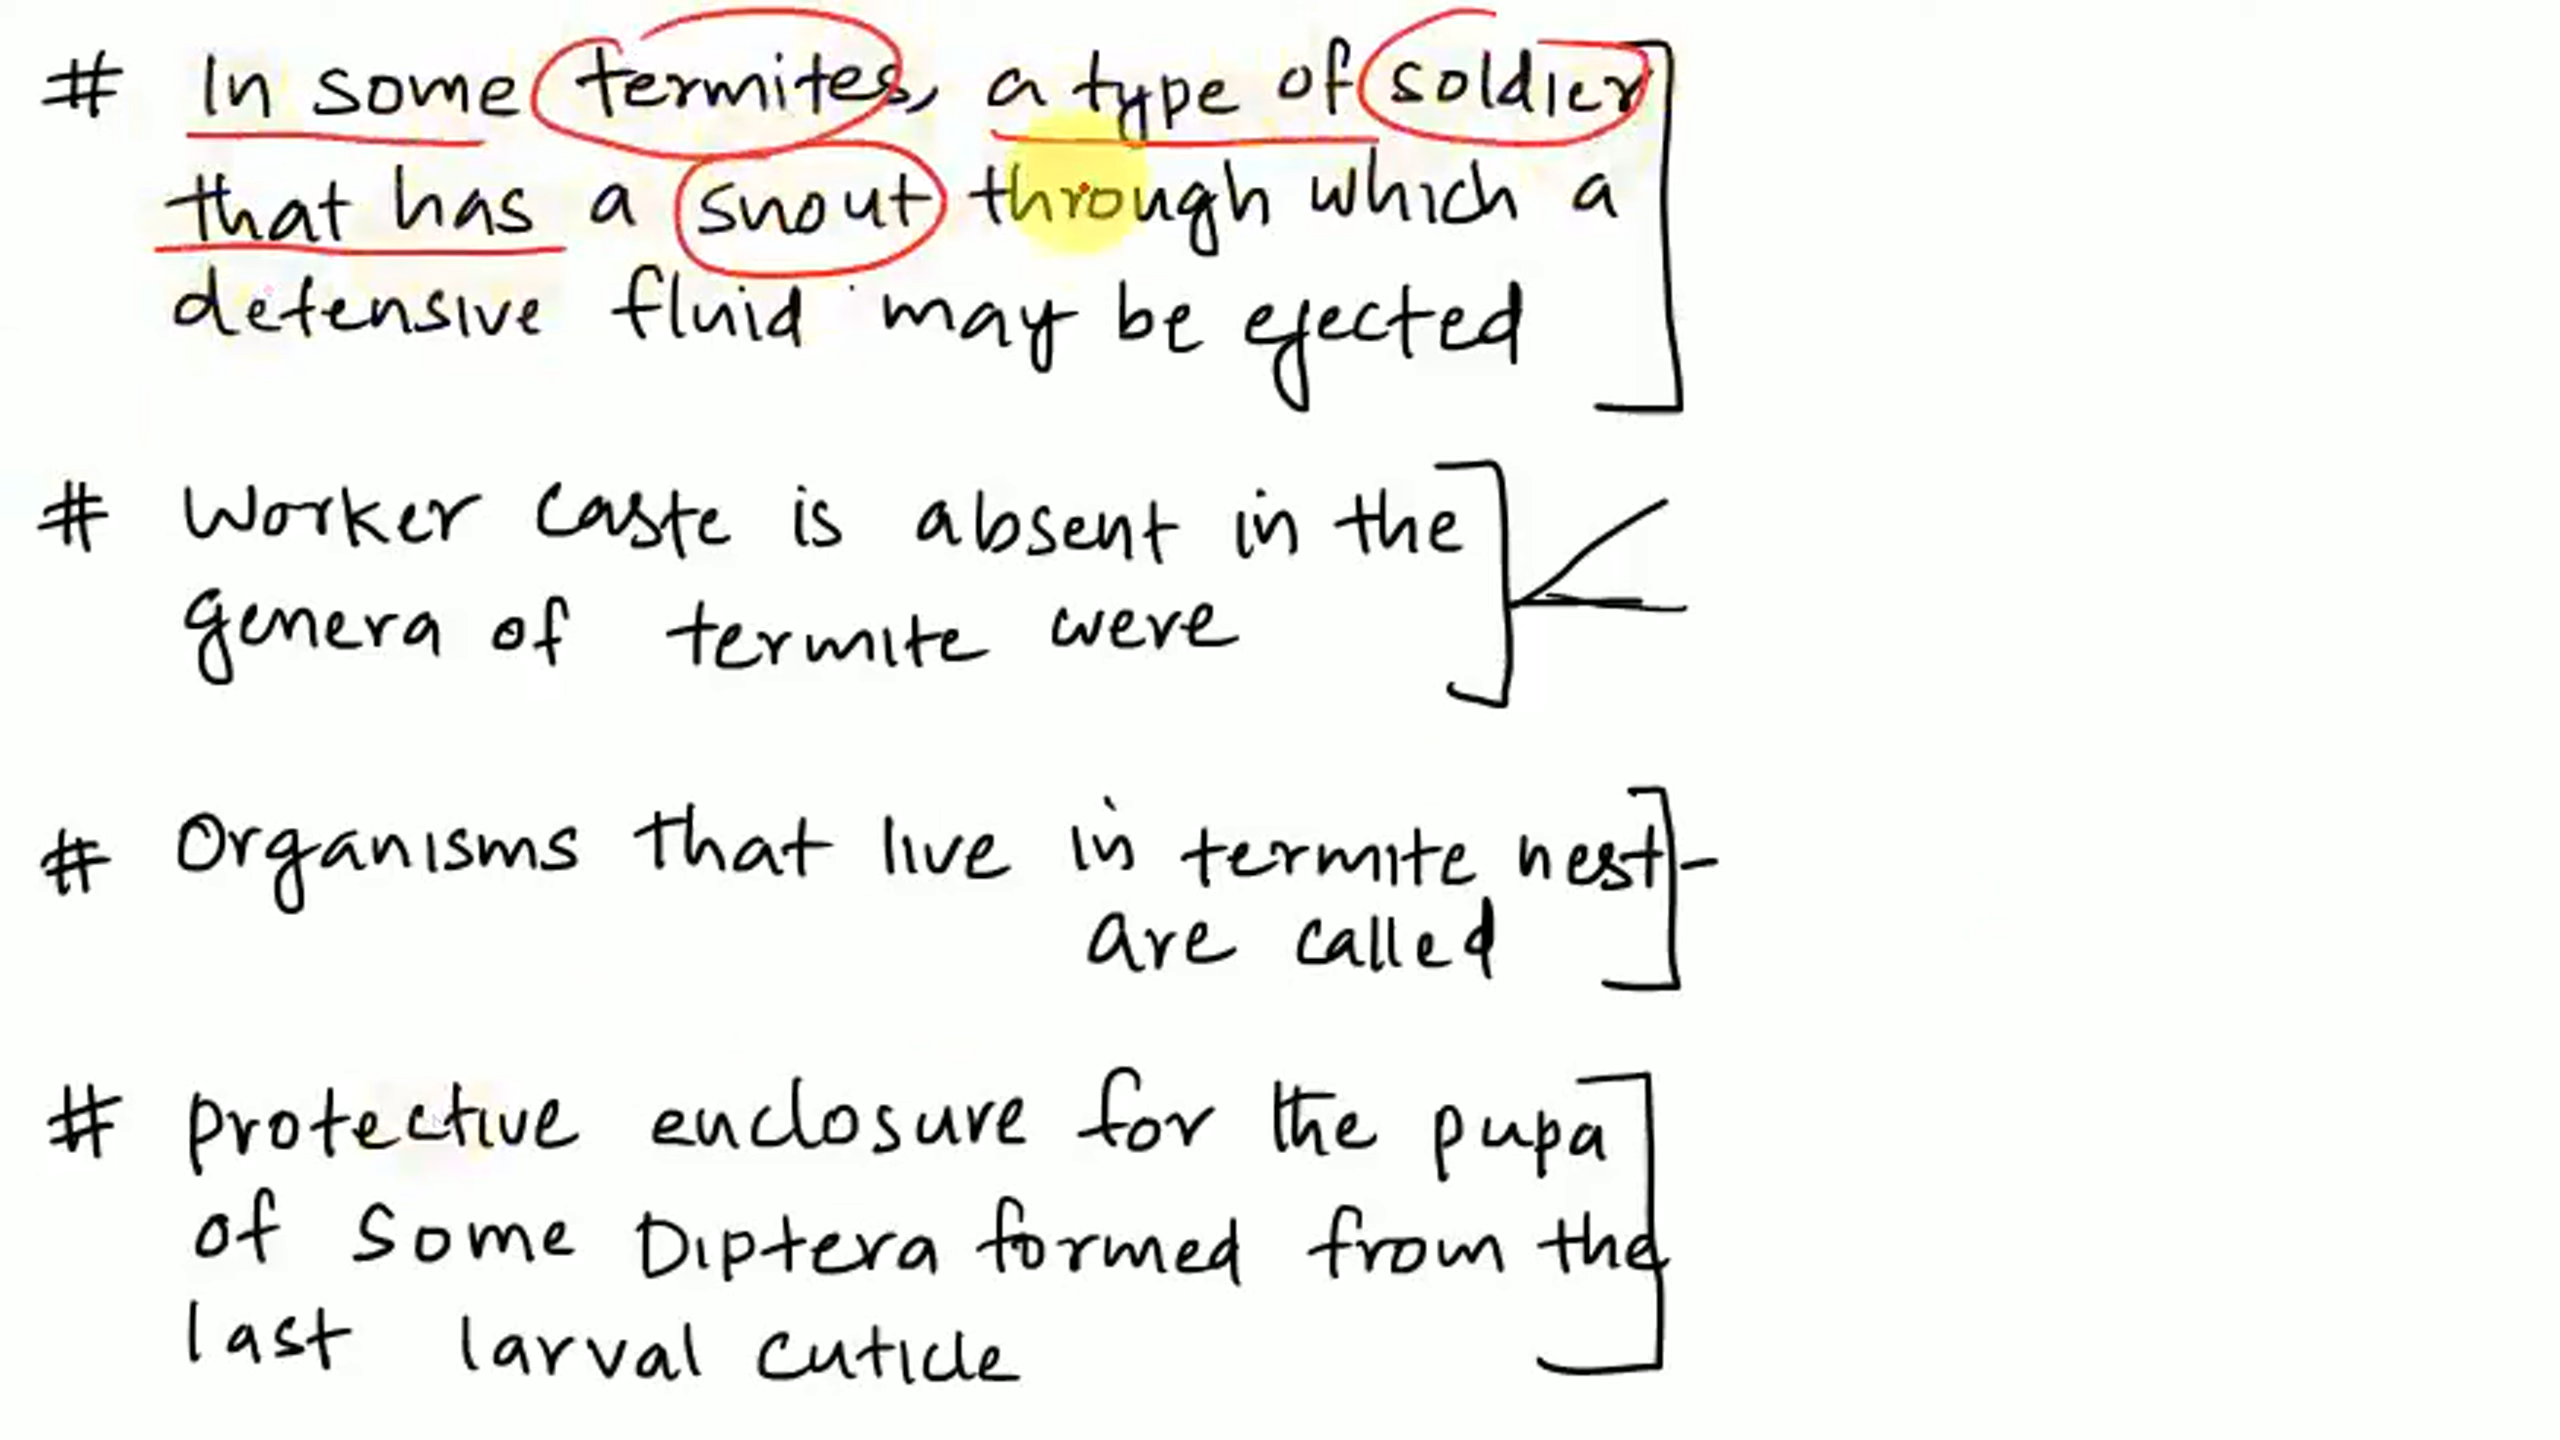 # In some termites, a type of soldier
that has a snout through which a
defensive fluid may be ejected
# Worker caste is absent in the
genera of termite were
# Organisms that live in termite nest -
are called
# protective enclosure for the pupa
of some Diptera formed from the
last larval cuticle